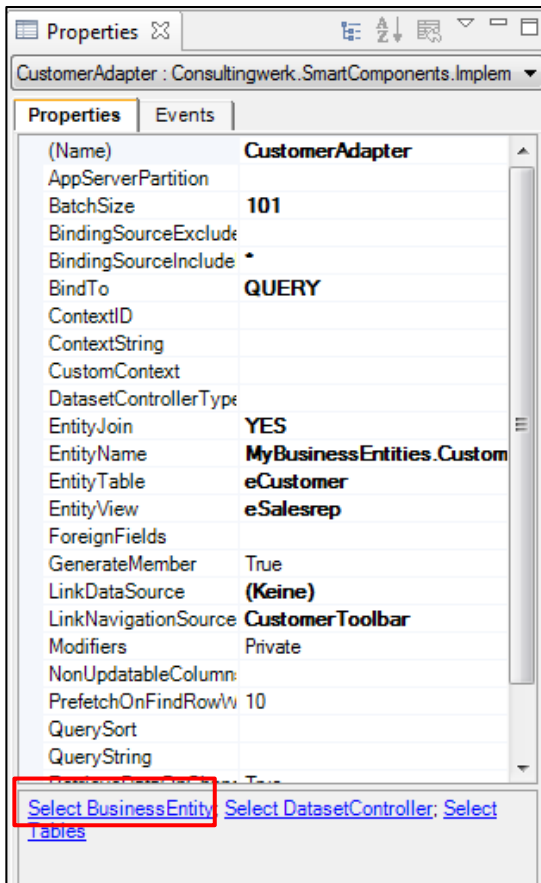 Properties
CustomerAdapter : Consultingwerk.SmartComponents.Implem
Properties Events
(Name) CustomerAdapter
AppServerPartition
BatchSize 101
BindingSourceExclude
BindingSourceInclude *
BindTo QUERY
ContextID
ContextString
CustomContext
DatasetControllerType
EntityJoin YES
EntityName MyBusinessEntities.Custom
EntityTable eCustomer
EntityView eSalesrep
ForeignFields
GenerateMember True
LinkDataSource (Keine)
LinkNavigationSource CustomerToolbar
Modifiers Private
NonUpdatableColumn
PrefetchOnFindRowW 10
QuerySort
QueryString
True
Select BusinessEntity; Select DatasetController; Select
Tables